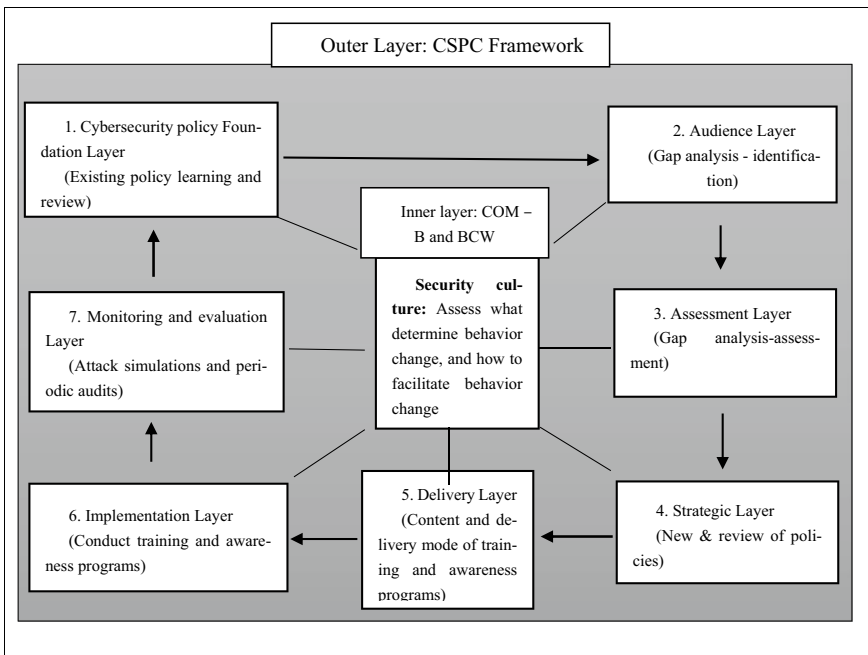 Outer Layer: CSPC Framework
1. Cybersecurity policy Foun-
dation Layer
(Existing policy learning and
review)
2. Audience Layer
(Gap analysis - identifica-
tion)
Inner layer: COM –
B and BCW
Security cul-
ture: Assess what
determine behavior
change, and how to
facilitate behavior
change
3. Assessment Layer
(Gap analysis-assess-
ment)
4. Strategic Layer
(New & review of poli-
cies)
5. Delivery Layer
(Content and de-
livery mode of train-
ing and awareness
programs)
6. Implementation Layer
(Conduct training and aware-
ness programs)
7. Monitoring and evaluation
Layer
(Attack simulations and peri-
odic audits)